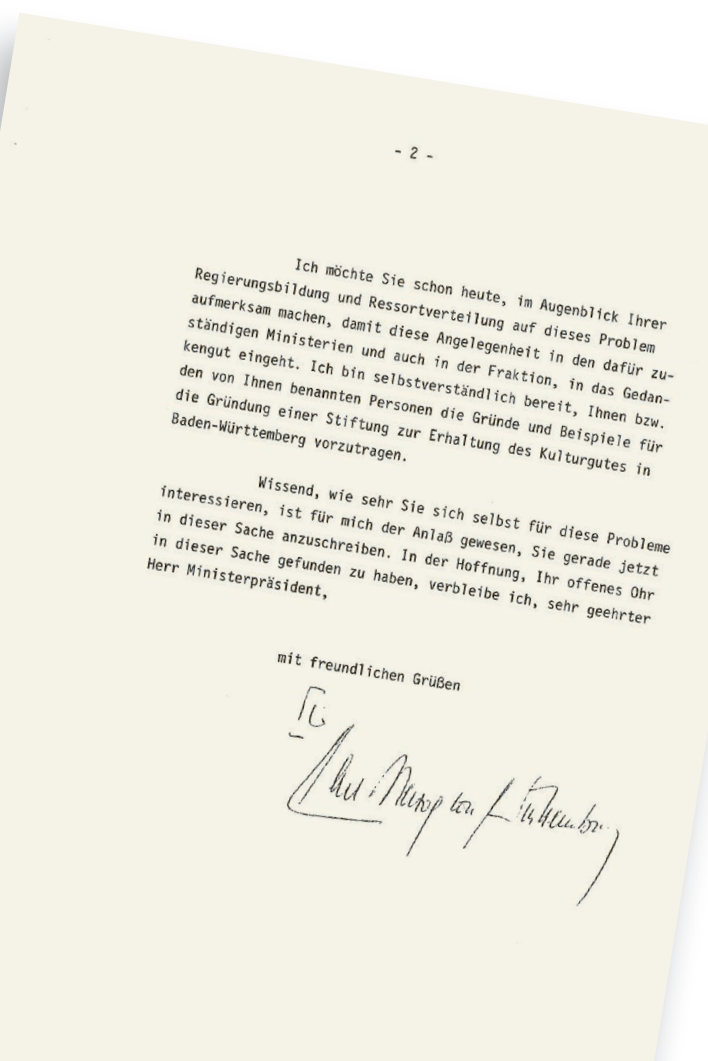 - 2 -
Ich möchte Sie schon heute, im Augenblick Ihrer
Regierungsbildung und Ressortverteilung auf dieses Problem
aufmerksam machen, damit diese Angelegenheit in den dafür zu-
ständigen Ministerien und auch in der Fraktion, in das Gedan-
kengut eingeht. Ich bin selbstverständlich bereit, Ihnen bzw.
den von Ihnen benannten Personen die Gründe und Beispiele für
die Gründung einer Stiftung zur Erhaltung des Kulturgutes in
Baden-Württemberg vorzutragen.
Wissend, wie sehr Sie sich selbst für diese Probleme
interessieren, ist für mich der Anlaß gewesen, Sie gerade jetzt
in dieser Sache anzuschreiben. In der Hoffnung, Ihr offenes Ohr
in dieser Sache gefunden zu haben, verbleibe ich, sehr geehrter
Herr Ministerpräsident,
mit freundlichen Grüßen
Herzog von